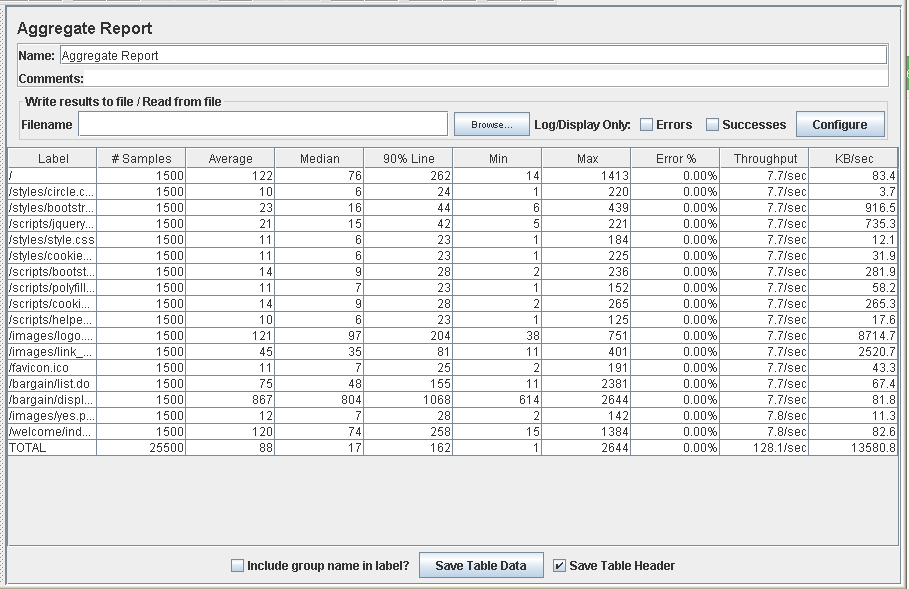 Aggregate Report
Name: Aggregate Report
Comments:
Write results to file / Read from file
Filename Browse... Log/Display Only: Errors Successes Configure
Label # Samples Average Median 90% Line Min Max Error % Throughput KB/sec
/ 1500 122 76 262 14 1413 0.00% 7.7/sec 83.4
/styles/circle.c... 1500 10 6 24 1 220 0.00% 7.7/sec 3.7
/styles/bootstr... 1500 23 16 44 6 439 0.00% 7.7/sec 916.5
/scripts/jquery... 1500 21 15 42 5 221 0.00% 7.7/sec 735.3
/styles/style.css 1500 11 6 23 1 184 0.00% 7.7/sec 12.1
/styles/cookie... 1500 11 6 23 1 225 0.00% 7.7/sec 31.9
/scripts/bootst... 1500 14 9 28 2 236 0.00% 7.7/sec 281.9
/scripts/polyfill... 1500 11 7 23 1 152 0.00% 7.7/sec 58.2
/scripts/cooki... 1500 14 9 28 2 265 0.00% 7.7/sec 265.3
/scripts/helpe... 1500 10 6 23 1 125 0.00% 7.7/sec 17.6
/images/logo.... 1500 121 97 204 38 751 0.00% 7.7/sec 8714.7
/images/link_... 1500 45 35 81 11 401 0.00% 7.7/sec 2520.7
/favicon.ico 1500 11 7 25 2 191 0.00% 7.7/sec 43.3
/bargain/list.do 1500 75 48 155 11 2381 0.00% 7.7/sec 67.4
/bargain/displ... 1500 867 804 1068 614 2644 0.00% 7.7/sec 81.8
/images/yes.p... 1500 12 7 28 2 142 0.00% 7.8/sec 11.3
/welcome/ind... 1500 120 74 258 15 1384 0.00% 7.8/sec 82.6
TOTAL 25500 88 17 162 1 2644 0.00% 128.1/sec 13580.8
Include group name in label? Save Table Data Save Table Header